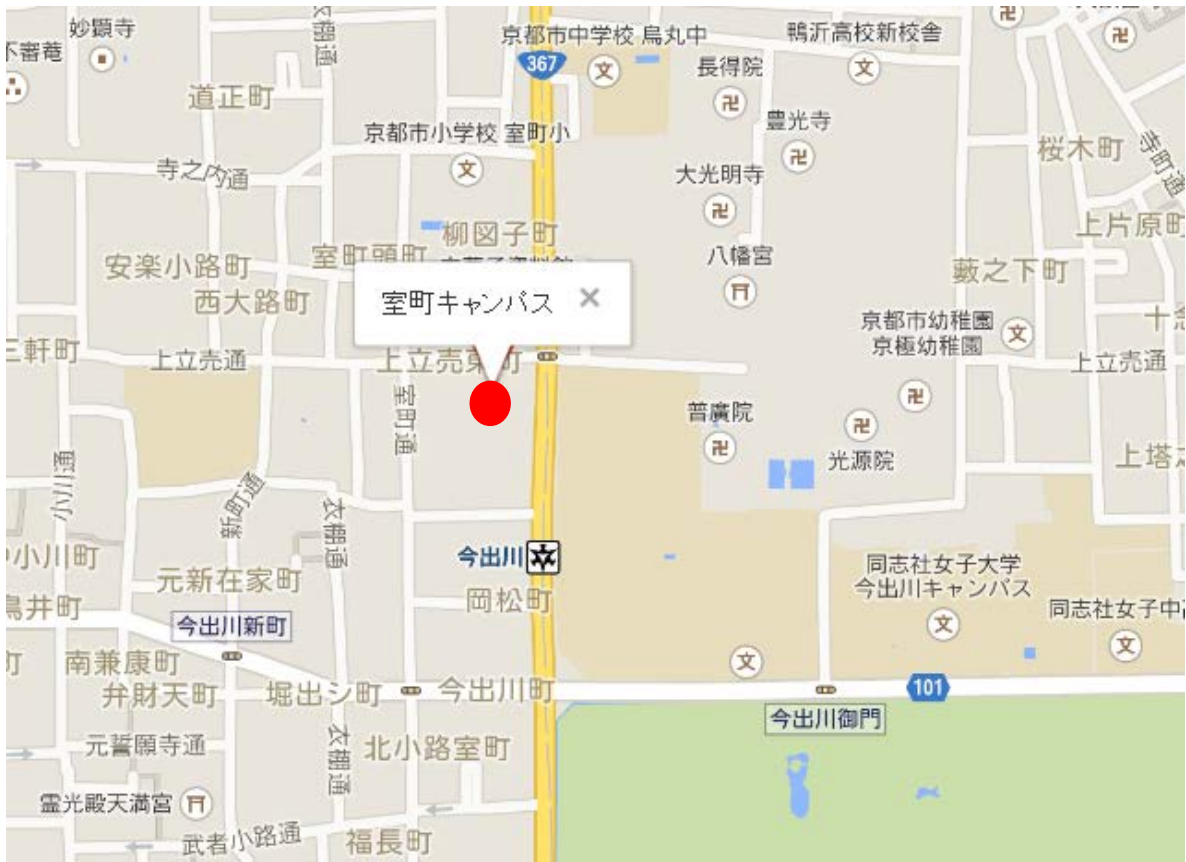 妙顕寺
不審菴
衣棚通
京都市中学校 烏丸中
鴨沂高校新校舎
367
長得院
道正町
豊光寺
京都市小学校 室町小
桜木町
寺町通
寺之内通
大光明寺
柳図子町
上片原町
室町頭町
八幡宮
安楽小路町
藪之下町
西大路町
室町キャンパス ×
京都市幼稚園
京極幼稚園
十念
三軒町
上立売通
上立売東町
上立売通
室町通
普廣院
光源院
上塔之
小川通
新町通
衣棚通
今出川
小川町
元新在家町
岡松町
同志社女子大学
今出川キャンパス
同志社女子中高
今出川新町
南兼康町
弁財天町
堀出シ町
今出川町
101
今出川御門
元誓願寺通
衣棚通
北小路室町
霊光殿天満宮
武者小路通
福長町